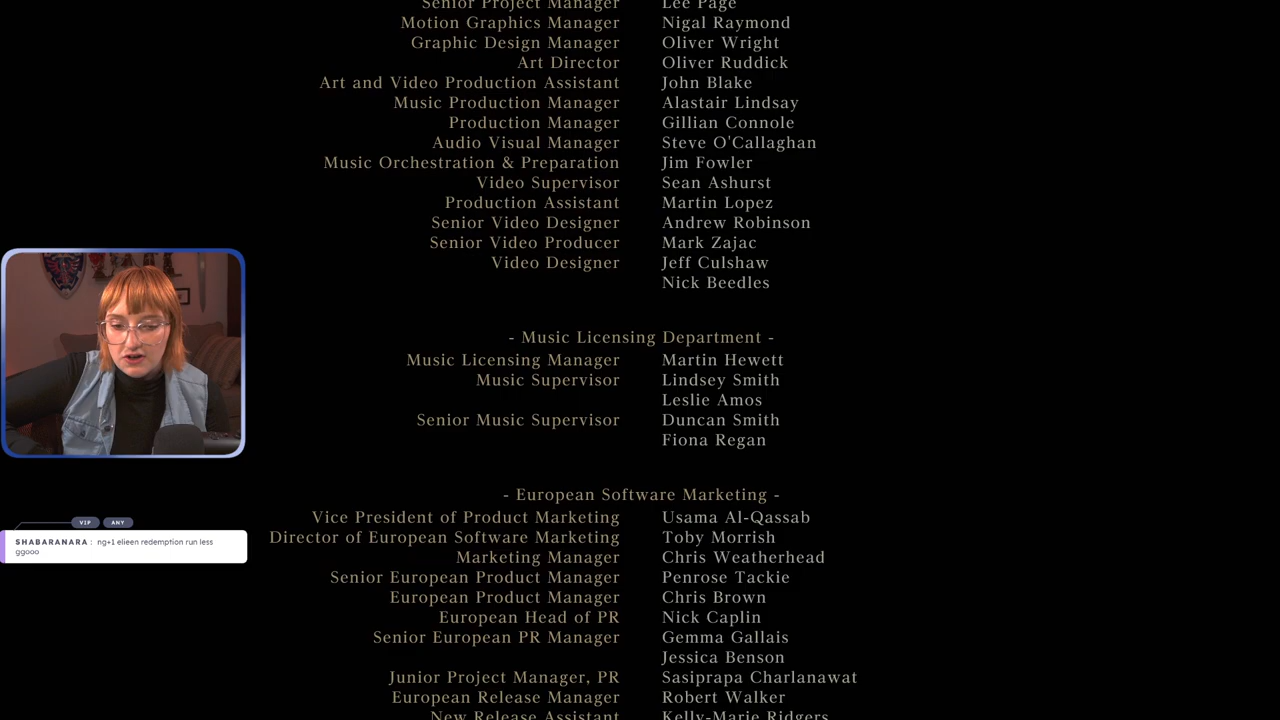 Senior Project Manager Lee Page
Motion Graphics Manager Nigal Raymond
Graphic Design Manager Oliver Wright
Art Director Oliver Ruddick
Art and Video Production Assistant John Blake
Music Production Manager Alastair Lindsay
Production Manager Gillian Connole
Audio Visual Manager Steve O'Callaghan
Music Orchestration & Preparation Jim Fowler
Video Supervisor Sean Ashurst
Production Assistant Martin Lopez
Senior Video Designer Andrew Robinson
Senior Video Producer Mark Zajac
Video Designer Jeff Culshaw
Nick Beedles
- Music Licensing Department -
Music Licensing Manager Martin Hewett
Music Supervisor Lindsey Smith
Leslie Amos
Senior Music Supervisor Duncan Smith
Fiona Regan
- European Software Marketing -
Vice President of Product Marketing Usama Al-Qassab
Director of European Software Marketing Toby Morrish
Marketing Manager Chris Weatherhead
Senior European Product Manager Penrose Tackie
European Product Manager Chris Brown
European Head of PR Nick Caplin
Senior European PR Manager Gemma Gallais
Jessica Benson
Junior Project Manager, PR Sasiprapa Charlanawat
European Release Manager Robert Walker
New Release Assistant Kelly-Marie Ridgers
VIP ANY
SHABARANARA : ng+1 elieen redemption run less
ggooo